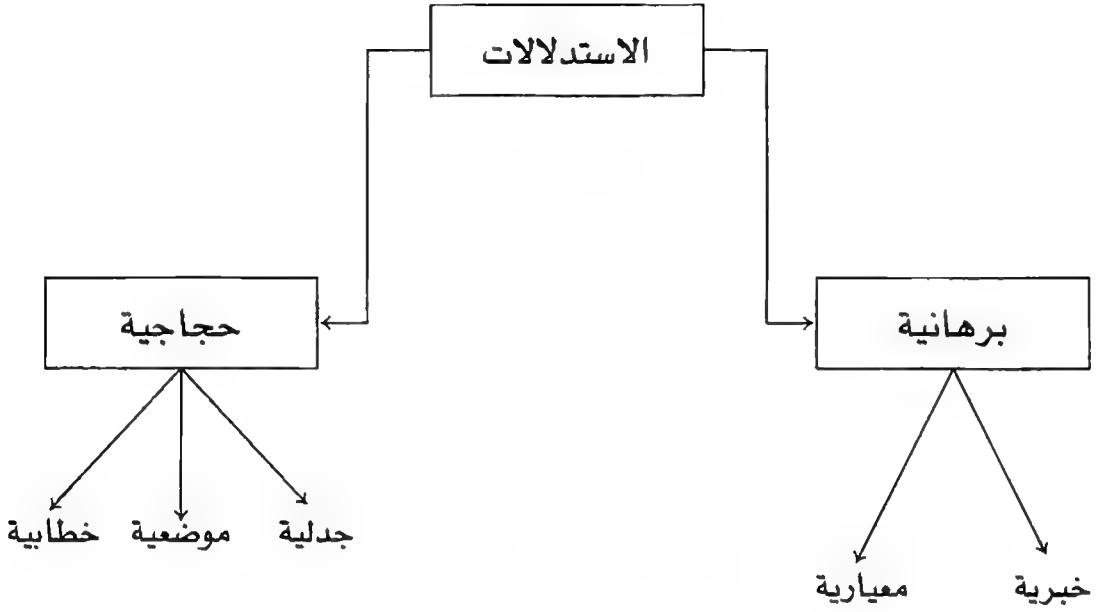 الاستدلالات
برهانية
حجاجية
جدلية
موضعية
خطابية
خبرية
معيارية